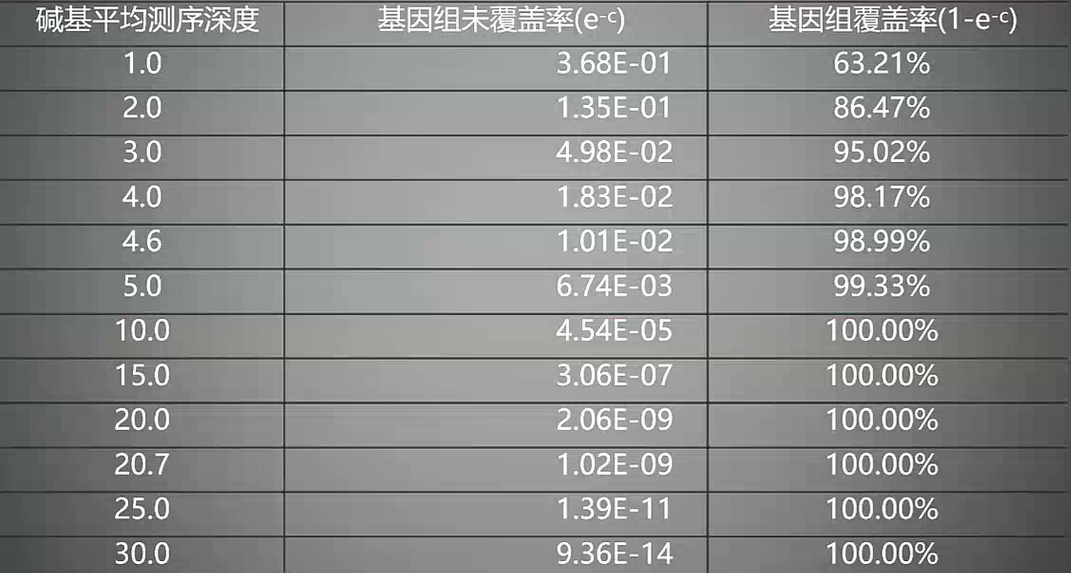 碱基平均测序深度 基因组未覆盖率(e-c) 基因组覆盖率(1-e-c)
1.0 3.68E-01 63.21%
2.0 1.35E-01 86.47%
3.0 4.98E-02 95.02%
4.0 1.83E-02 98.17%
4.6 1.01E-02 98.99%
5.0 6.74E-03 99.33%
10.0 4.54E-05 100.00%
15.0 3.06E-07 100.00%
20.0 2.06E-09 100.00%
20.7 1.02E-09 100.00%
25.0 1.39E-11 100.00%
30.0 9.36E-14 100.00%